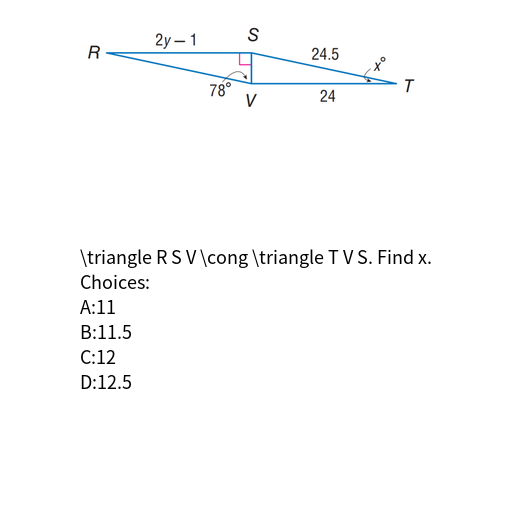 2y – 1
S
R
24.5
x°
T
78°
V
24
\triangle R S V \cong \triangle T V S. Find x.
Choices:
A:11
B:11.5
C:12
D:12.5